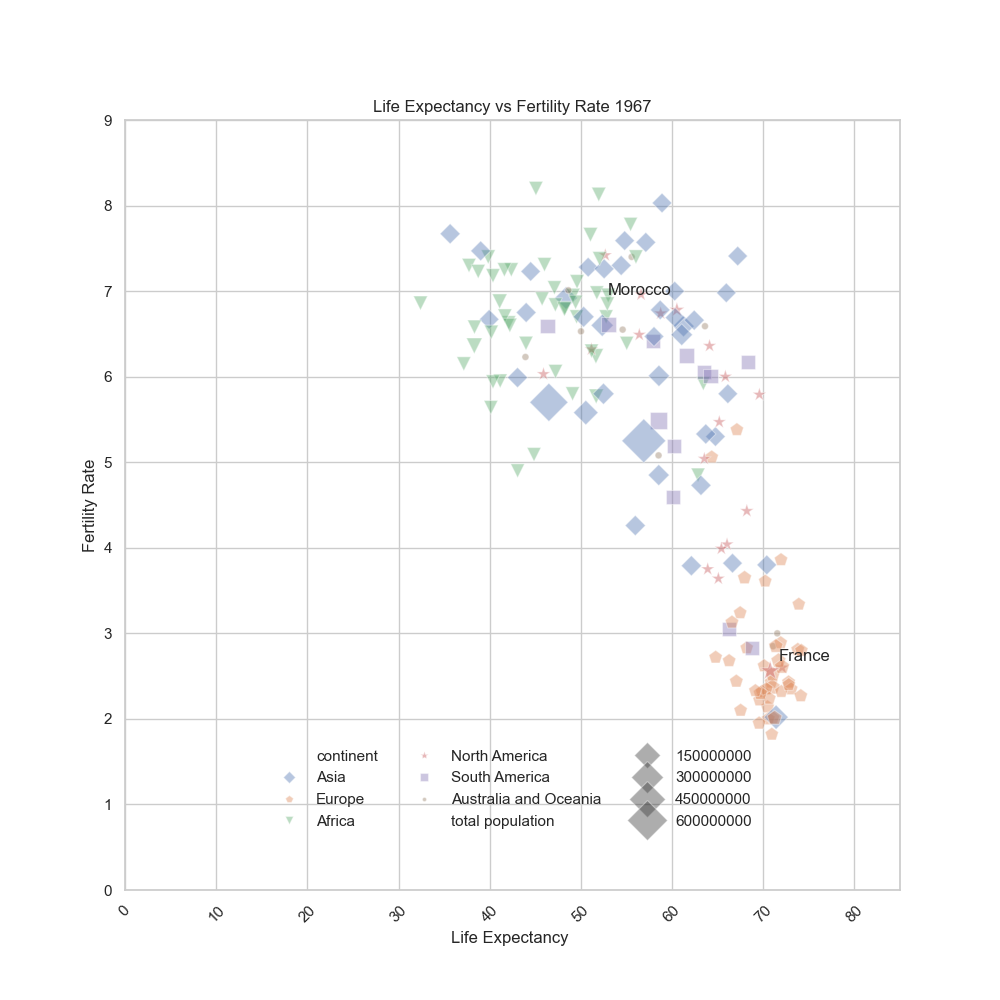 Life Expectancy vs Fertility Rate 1967
9
8
7
6
5
4
3
2
1
0
Fertility Rate
Morocco
France
continent
Asia
Europe
Africa
North America
South America
Australia and Oceania
total population
150000000
300000000
450000000
600000000
0 10 20 30 40 50 60 70 80
Life Expectancy